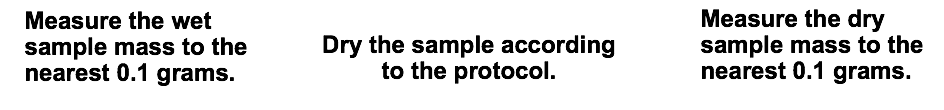 Measure the wet
sample mass to the
nearest 0.1 grams.
Dry the sample according
to the protocol.
Measure the dry
sample mass to the
nearest 0.1 grams.